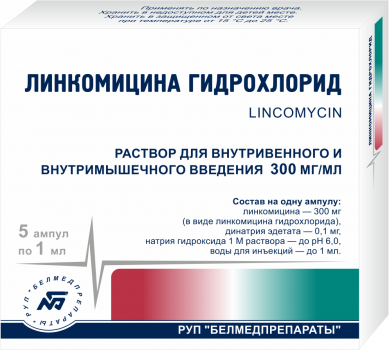 Применять по назначению врача.
Хранить в недоступном для детей месте.
Хранить в защищенном от света месте
при температуре от 15 °С до 25 °С.
ЛИНКОМИЦИНА ГИДРОХЛОРИД
LINCOMYCIN
РАСТВОР ДЛЯ ВНУТРИВЕННОГО И
ВНУТРИМЫШЕЧНОГО ВВЕДЕНИЯ 300 МГ/МЛ
Состав на одну ампулу:
линкомицина — 300 мг
(в виде линкомицина гидрохлорида),
динатрия эдетата — 0,1 мг,
натрия гидроксида 1 М раствора — до pH 6,0,
воды для инъекций — до 1 мл.
5 ампул
по 1 мл
РУП · БЕЛМЕДПРЕПАРАТЫ ·
РУП "БЕЛМЕДПРЕПАРАТЫ"
ЛИНКОМИЦИНА ГИДРОХЛОРИД